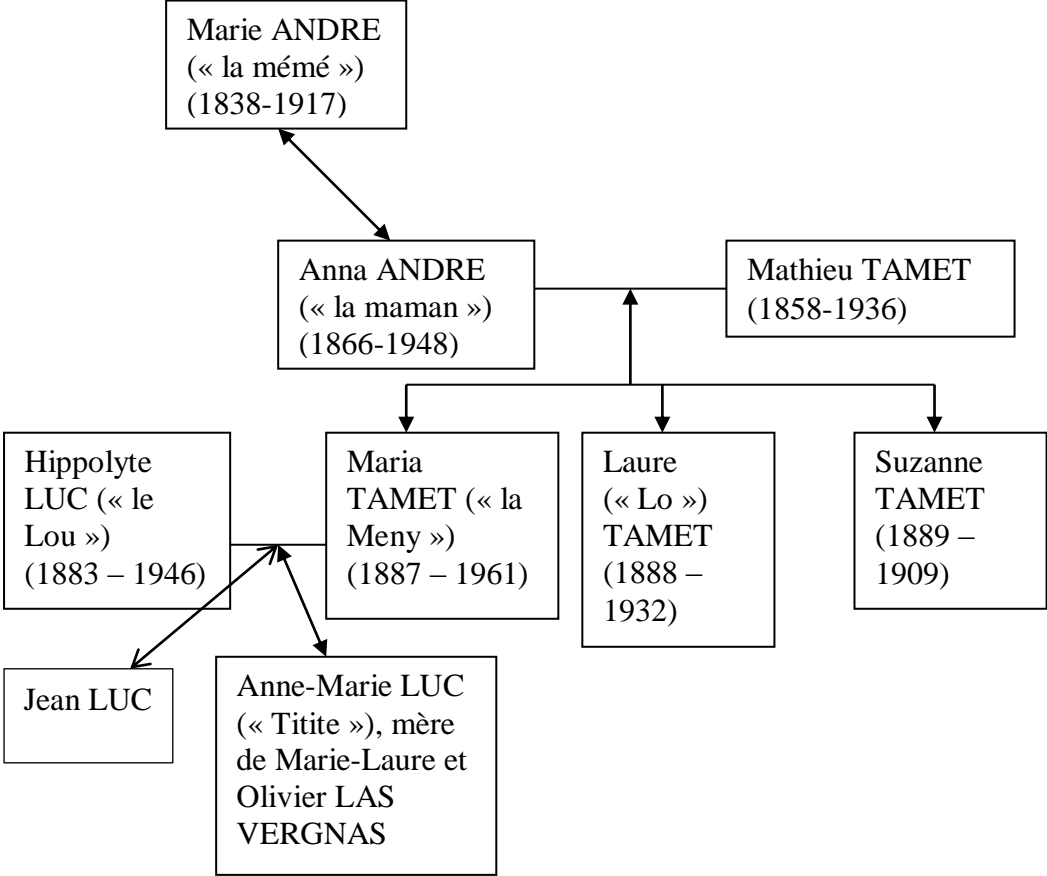 Marie ANDRE
(« la mémé »)
(1838-1917)
Anna ANDRE
(« la maman »)
(1866-1948)
Mathieu TAMET
(1858-1936)
Hippolyte
LUC (« le
Lou »)
(1883 – 1946)
Maria
TAMET (« la
Meny »)
(1887 – 1961)
Laure
(« Lo »)
TAMET
(1888 –
1932)
Suzanne
TAMET
(1889 –
1909)
Jean LUC
Anne-Marie LUC
(« Titite »), mère
de Marie-Laure et
Olivier LAS
VERGNAS